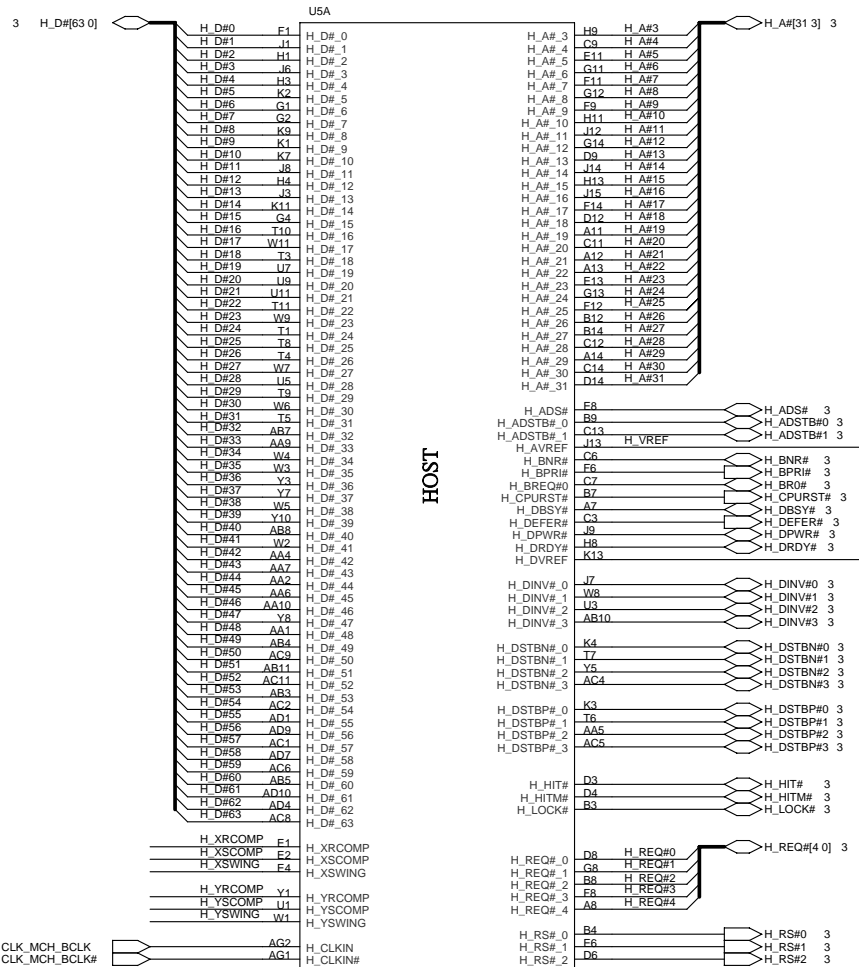 U5A
HOST
3 H_D#[63 0]
H_D#0 F1 H_D#_0
H_D#1 J1 H_D#_1
H_D#2 H1 H_D#_2
H_D#3 J6 H_D#_3
H_D#4 H3 H_D#_4
H_D#5 K2 H_D#_5
H_D#6 G1 H_D#_6
H_D#7 G2 H_D#_7
H_D#8 K9 H_D#_8
H_D#9 K1 H_D#_9
H_D#10 K7 H_D#_10
H_D#11 J8 H_D#_11
H_D#12 H4 H_D#_12
H_D#13 J3 H_D#_13
H_D#14 K11 H_D#_14
H_D#15 G4 H_D#_15
H_D#16 T10 H_D#_16
H_D#17 W11 H_D#_17
H_D#18 T3 H_D#_18
H_D#19 U7 H_D#_19
H_D#20 U9 H_D#_20
H_D#21 U11 H_D#_21
H_D#22 T11 H_D#_22
H_D#23 W9 H_D#_23
H_D#24 T1 H_D#_24
H_D#25 T8 H_D#_25
H_D#26 T4 H_D#_26
H_D#27 W7 H_D#_27
H_D#28 U5 H_D#_28
H_D#29 T9 H_D#_29
H_D#30 W6 H_D#_30
H_D#31 T5 H_D#_31
H_D#32 AB7 H_D#_32
H_D#33 AA9 H_D#_33
H_D#34 W4 H_D#_34
H_D#35 W3 H_D#_35
H_D#36 Y3 H_D#_36
H_D#37 Y7 H_D#_37
H_D#38 W5 H_D#_38
H_D#39 Y10 H_D#_39
H_D#40 AB8 H_D#_40
H_D#41 W2 H_D#_41
H_D#42 AA4 H_D#_42
H_D#43 AA7 H_D#_43
H_D#44 AA2 H_D#_44
H_D#45 AA6 H_D#_45
H_D#46 AA10 H_D#_46
H_D#47 Y8 H_D#_47
H_D#48 AA1 H_D#_48
H_D#49 AB4 H_D#_49
H_D#50 AC9 H_D#_50
H_D#51 AB11 H_D#_51
H_D#52 AC11 H_D#_52
H_D#53 AB3 H_D#_53
H_D#54 AC2 H_D#_54
H_D#55 AD1 H_D#_55
H_D#56 AD9 H_D#_56
H_D#57 AC1 H_D#_57
H_D#58 AD7 H_D#_58
H_D#59 AC6 H_D#_59
H_D#60 AB5 H_D#_60
H_D#61 AD10 H_D#_61
H_D#62 AD4 H_D#_62
H_D#63 AC8 H_D#_63
H_XRCOMP E1 H_XRCOMP
H_XSCOMP E2 H_XSCOMP
H_XSWING E4 H_XSWING
H_YRCOMP Y1 H_YRCOMP
H_YSCOMP U1 H_YSCOMP
H_YSWING W1 H_YSWING
CLK_MCH_BCLK AG2 H_CLKIN
CLK_MCH_BCLK# AG1 H_CLKIN#
H_A#[31 3] 3
H_A#_3 H9 H_A#3
H_A#_4 C9 H_A#4
H_A#_5 E11 H_A#5
H_A#_6 G11 H_A#6
H_A#_7 F11 H_A#7
H_A#_8 G12 H_A#8
H_A#_9 F9 H_A#9
H_A#_10 H11 H_A#10
H_A#_11 J12 H_A#11
H_A#_12 G14 H_A#12
H_A#_13 D9 H_A#13
H_A#_14 J14 H_A#14
H_A#_15 H13 H_A#15
H_A#_16 J15 H_A#16
H_A#_17 F14 H_A#17
H_A#_18 D12 H_A#18
H_A#_19 A11 H_A#19
H_A#_20 C11 H_A#20
H_A#_21 A12 H_A#21
H_A#_22 A13 H_A#22
H_A#_23 E13 H_A#23
H_A#_24 G13 H_A#24
H_A#_25 F12 H_A#25
H_A#_26 B12 H_A#26
H_A#_27 B14 H_A#27
H_A#_28 C12 H_A#28
H_A#_29 A14 H_A#29
H_A#_30 C14 H_A#30
H_A#_31 D14 H_A#31
H_ADS# E8 H_ADS# 3
H_ADSTB#_0 B9 H_ADSTB#0 3
H_ADSTB#_1 C13 H_ADSTB#1 3
H_AVREF J13 H_VREF
H_BNR# C6 H_BNR# 3
H_BPRI# F6 H_BPRI# 3
H_BREQ#0 C7 H_BR0# 3
H_CPURST# B7 H_CPURST# 3
H_DBSY# A7 H_DBSY# 3
H_DEFER# C3 H_DEFER# 3
H_DPWR# J9 H_DPWR# 3
H_DRDY# H8 H_DRDY# 3
H_DVREF K13
H_DINV#_0 J7 H_DINV#0 3
H_DINV#_1 W8 H_DINV#1 3
H_DINV#_2 U3 H_DINV#2 3
H_DINV#_3 AB10 H_DINV#3 3
H_DSTBN#_0 K4 H_DSTBN#0 3
H_DSTBN#_1 T7 H_DSTBN#1 3
H_DSTBN#_2 Y5 H_DSTBN#2 3
H_DSTBN#_3 AC4 H_DSTBN#3 3
H_DSTBP#_0 K3 H_DSTBP#0 3
H_DSTBP#_1 T6 H_DSTBP#1 3
H_DSTBP#_2 AA5 H_DSTBP#2 3
H_DSTBP#_3 AC5 H_DSTBP#3 3
H_HIT# D3 H_HIT# 3
H_HITM# D4 H_HITM# 3
H_LOCK# B3 H_LOCK# 3
H_REQ#[4 0] 3
H_REQ#_0 D8 H_REQ#0
H_REQ#_1 G8 H_REQ#1
H_REQ#_2 B8 H_REQ#2
H_REQ#_3 F8 H_REQ#3
H_REQ#_4 A8 H_REQ#4
H_RS#_0 B4 H_RS#0 3
H_RS#_1 E6 H_RS#1 3
H_RS#_2 D6 H_RS#2 3